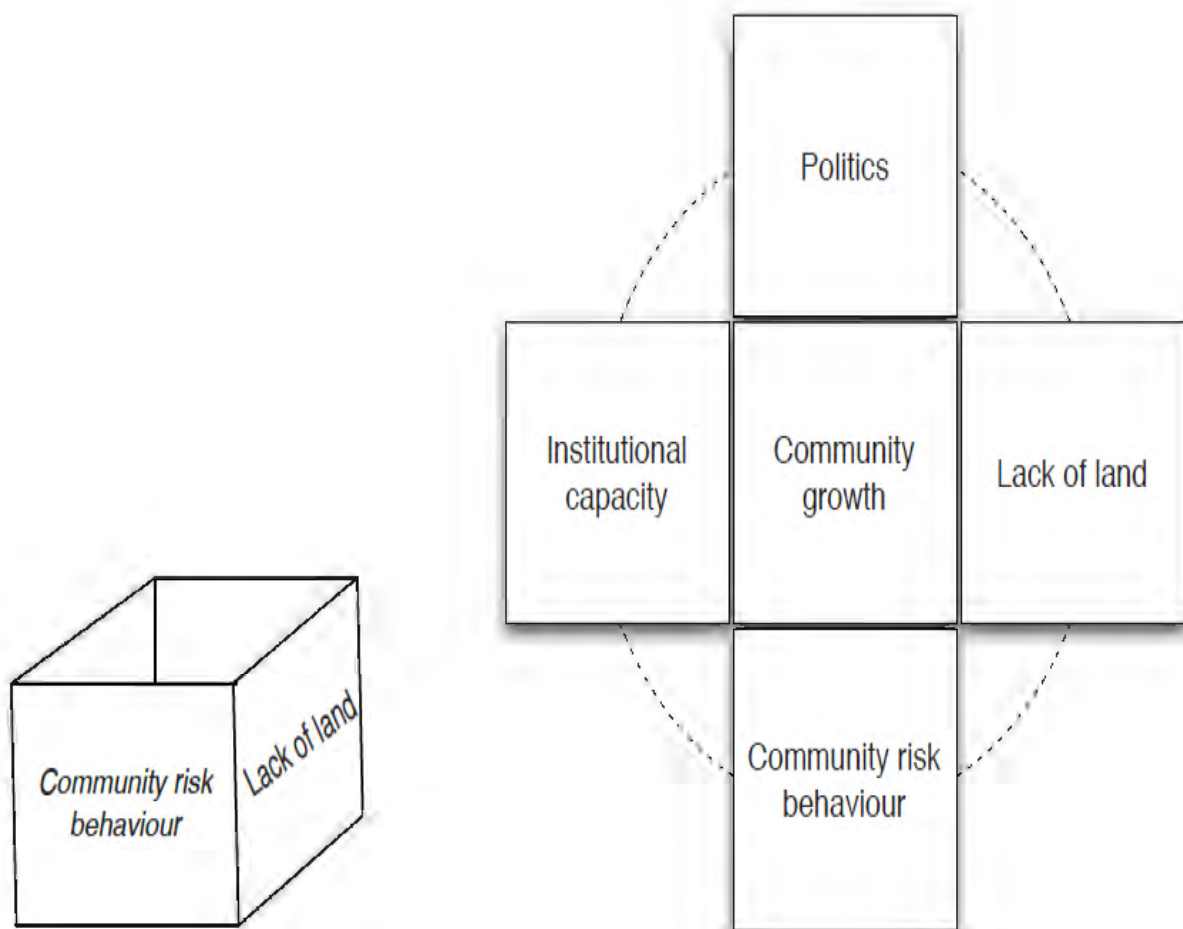 Politics
Institutional
capacity
Community
growth
Lack of land
Community risk
behaviour
Lack of land
Community risk
behaviour